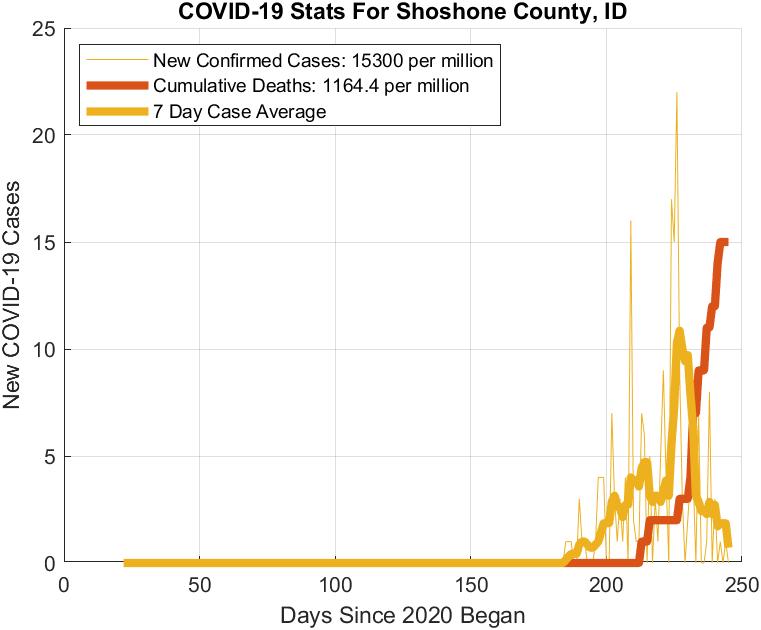 COVID-19 Stats For Shoshone County, ID
25
New Confirmed Cases: 15300 per million
Cumulative Deaths: 1164.4 per million
7 Day Case Average
20
15
10
5
0
New COVID-19 Cases
0 50 100 150 200 250
Days Since 2020 Began